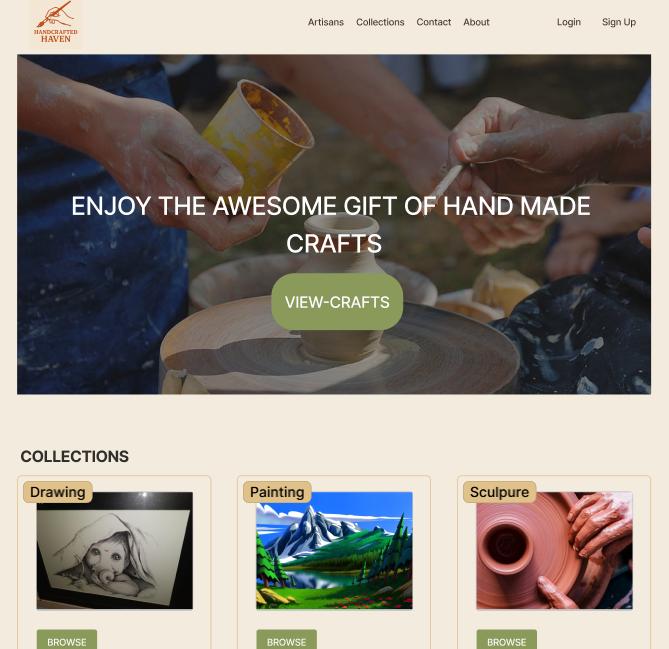 HANDCRAFTED
HAVEN
Artisans Collections Contact About Login Sign Up
ENJOY THE AWESOME GIFT OF HAND MADE
CRAFTS
VIEW-CRAFTS
COLLECTIONS
Drawing Painting Sculpure
BROWSE BROWSE BROWSE